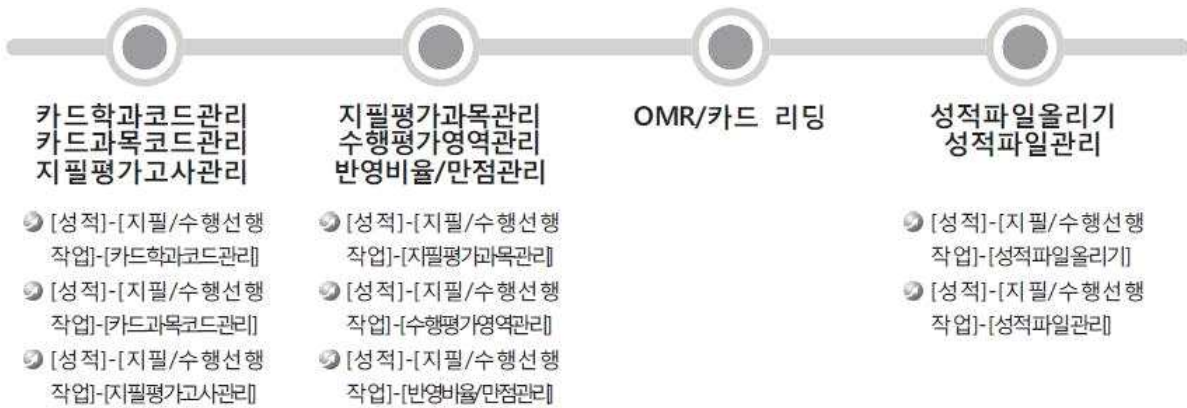 카드학과코드관리
카드과목코드관리
지필평가고사관리
[성적]-[지필/수행선행
작업]-[카드학과코드관리]
[성적]-[지필/수행선행
작업]-[카드과목코드관리]
[성적]-[지필/수행선행
작업]-[지필평가고사관리]
지필평가과목관리
수행평가영역관리
반영비율/만점관리
[성적]-[지필/수행선행
작업]-[지필평가과목관리]
[성적]-[지필/수행선행
작업]-[수행평가영역관리]
[성적]-[지필/수행선행
작업]-[반영비율/만점관리]
OMR/카드 리딩
성적파일올리기
성적파일관리
[성적]-[지필/수행선행
작업]-[성적파일올리기]
[성적]-[지필/수행선행
작업]-[성적파일관리]